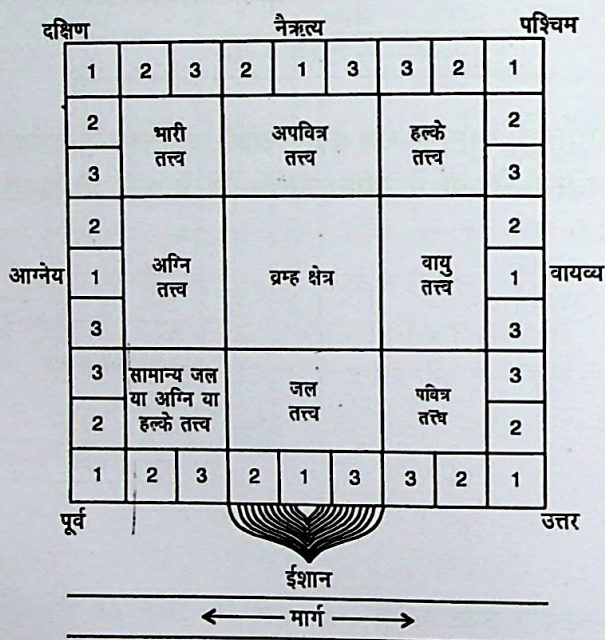 दक्षिण नैऋत्य पश्चिम
1 2 3 2 1 3 3 2 1
2 भारी तत्त्व अपवित्र तत्त्व हल्के तत्त्व 2
3 3
2 2
आग्नेय 1 अग्नि तत्त्व व्रम्ह क्षेत्र वायु तत्त्व 1 वायव्य
3 3
3 सामान्य जल या अग्नि वा हल्के तत्त्व जल तत्त्व पवित्र तत्त्घ 3
2 2
1 2 3 2 1 3 3 2 1
पूर्व उत्तर
ईशान
मार्ग